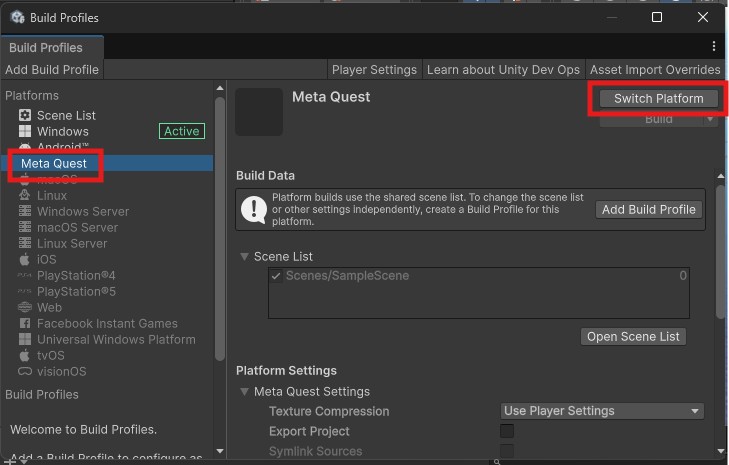 Build Profiles
Build Profiles
Add Build Profile
Player Settings
Learn about Unity Dev Ops
Asset Import Overrides
Platforms
Scene List
Windows
Active
Android™
Meta Quest
macOS
Linux
Windows Server
macOS Server
Linux Server
iOS
PlayStation®4
PlayStation®5
Web
Facebook Instant Games
Universal Windows Platform
tvOS
visionOS
Build Profiles
Welcome to Build Profiles.
Add a Build Profile to configure as
Meta Quest
Switch Platform
Build
Build Data
Platform builds use the shared scene list. To change the scene list
or other settings independently, create a Build Profile for this
platform.
Add Build Profile
Scene List
Scenes/SampleScene
0
Open Scene List
Platform Settings
Meta Quest Settings
Texture Compression
Use Player Settings
Export Project
Symlink Sources